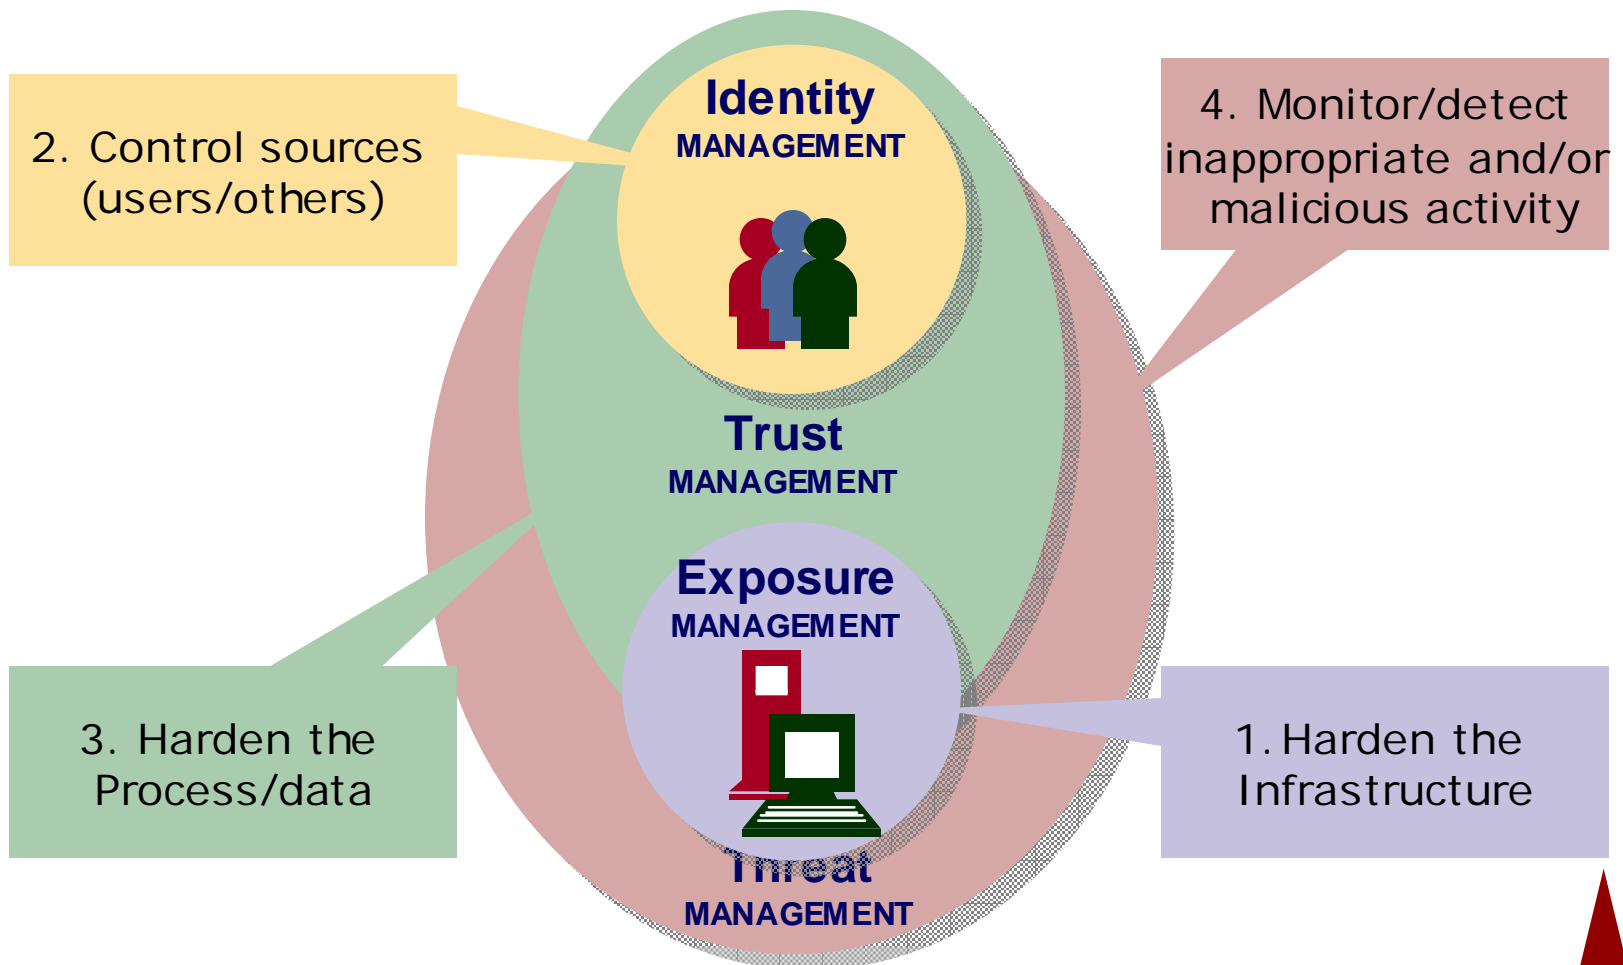 Identity
MANAGEMENT
2. Control sources
(users/others)
4. Monitor/detect
inappropriate and/or
malicious activity
Trust
MANAGEMENT
Exposure
MANAGEMENT
3. Harden the
Process/data
1. Harden the
Infrastructure
Threat
MANAGEMENT